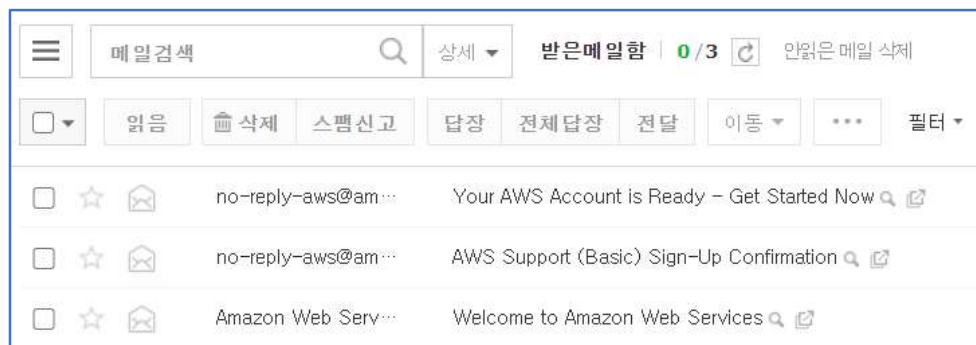 메일검색 상세 받은메일함 0/3 안읽은 메일 삭제
읽음 삭제 스팸신고 답장 전체답장 전달 이동 ... 필터
no-reply-aws@am... Your AWS Account is Ready - Get Started Now
no-reply-aws@am... AWS Support (Basic) Sign-Up Confirmation
Amazon Web Serv... Welcome to Amazon Web Services